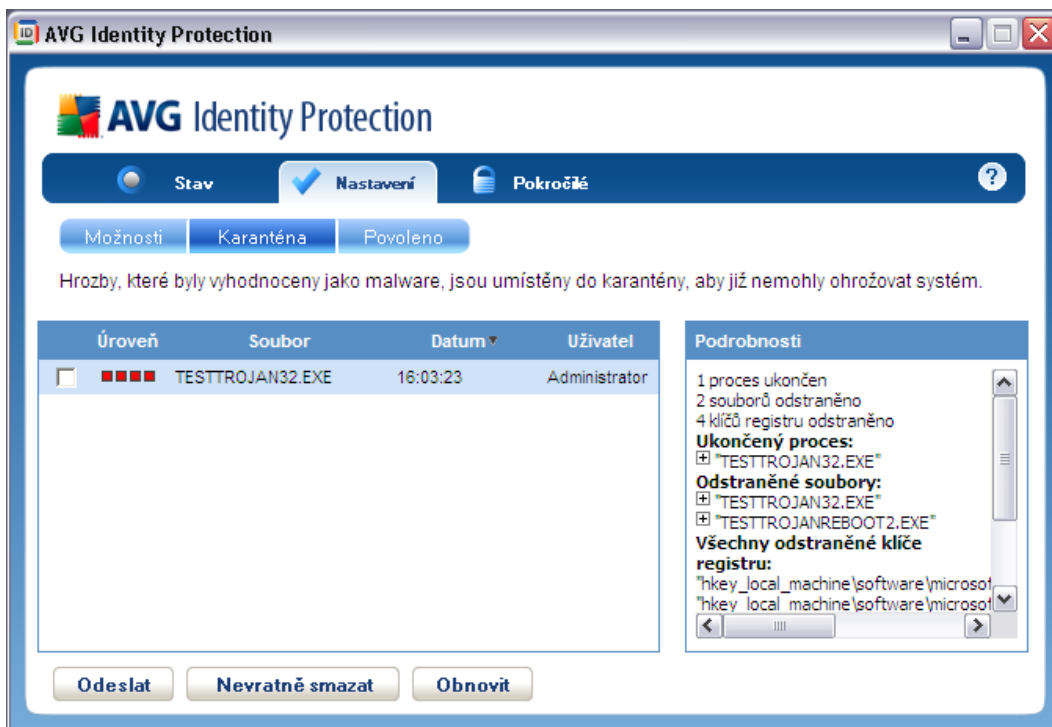 AVG Identity Protection
AVG Identity Protection
Stav Nastavení Pokročilé ?
Možnosti Karanténa Povoleno
Hrozby, které byly vyhodnoceny jako malware, jsou umístěny do karantény, aby již nemohly ohrožovat systém.
Úroveň Soubor Datum Uživatel
TESTTROJAN32.EXE 16:03:23 Administrator
Podrobnosti
1 proces ukončen
2 souborů odstraněno
4 klíčů registru odstraněno
Ukončený proces:
"TESTTROJAN32.EXE"
Odstraněné soubory:
"TESTTROJAN32.EXE"
"TESTTROJANREBOOT2.EXE"
Všechny odstraněné klíče
registru:
"hkey_local_machine\software\microsof
"hkey_local_machine\software\microsof
Odeslat Nevratně smazat Obnovit